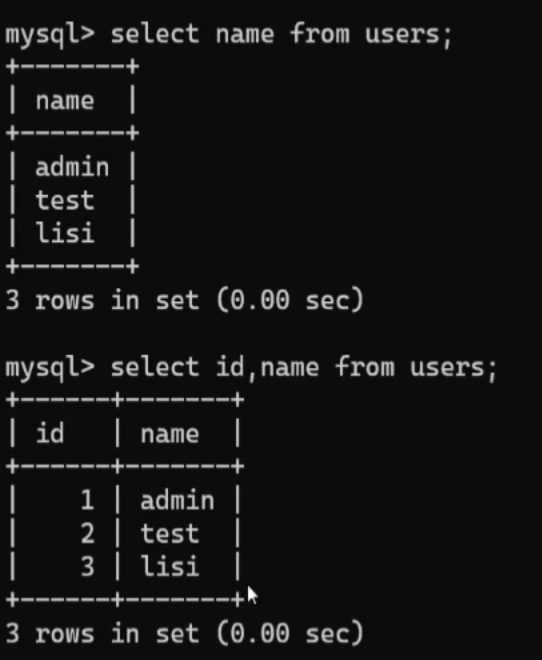 mysql> select name from users;
+-------+
| name  |
+-------+
| admin |
| test  |
| lisi  |
+-------+
3 rows in set (0.00 sec)

mysql> select id,name from users;
+------+-------+
| id   | name  |
+------+-------+
|    1 | admin |
|    2 | test  |
|    3 | lisi  |
+------+-------+
3 rows in set (0.00 sec)